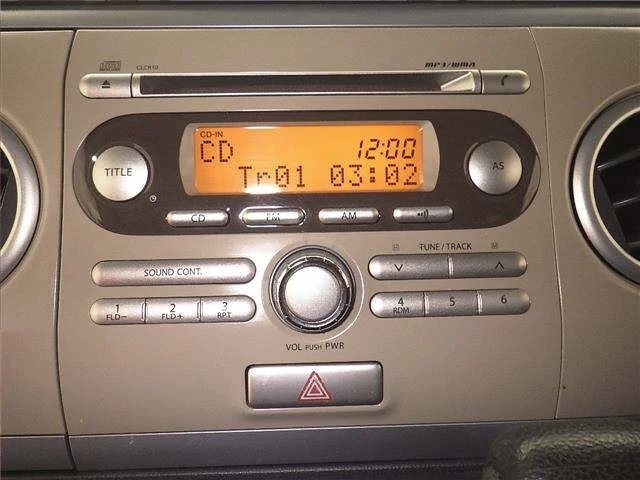 CLCK10
MP3/WMA
CD-IN
CD 12:00
Tr01 03:02
TITLE
AS
CD
FM
AM
TUNE/TRACK
SOUND CONT.
1
FLD−
2
FLD+
3
RPT
4
RDM
5
6
VOL PUSH PWR